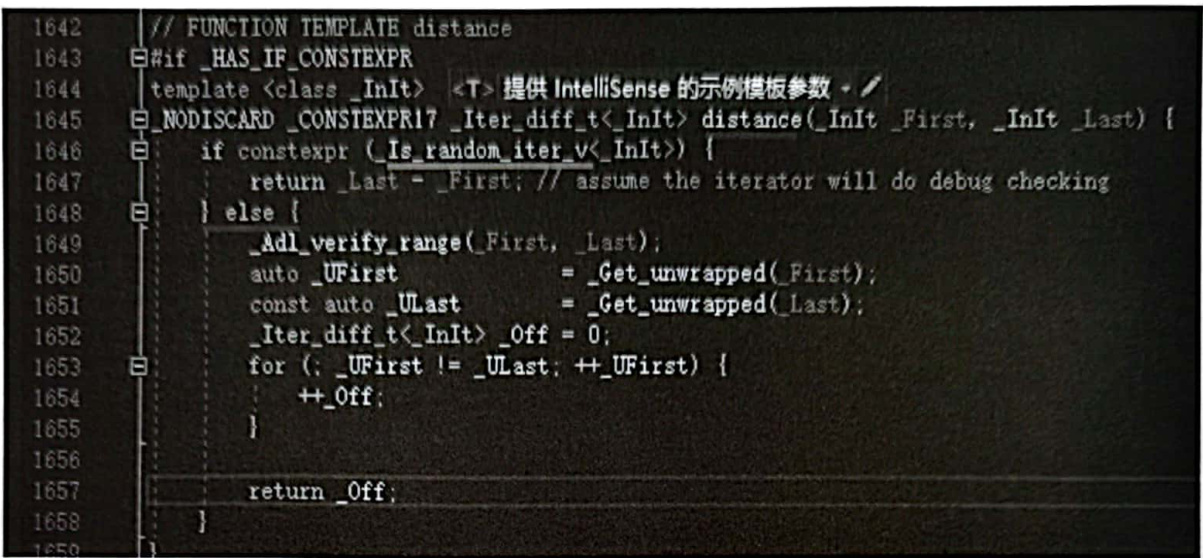 1642 // FUNCTION TEMPLATE distance
1643 #if _HAS_IF_CONSTEXPR
1644 template <class _InIt> <T> 提供 IntelliSense 的示例模板参数 -
1645 _NODISCARD _CONSTEXPR17 _Iter_diff_t<_InIt> distance(_InIt _First, _InIt _Last) {
1646 if constexpr (_Is_random_iter_v<_InIt>) {
1647 return _Last - _First; // assume the iterator will do debug checking
1648 } else {
1649 _Adl_verify_range(_First, _Last);
1650 auto _UFirst = _Get_unwrapped(_First);
1651 const auto _ULast = _Get_unwrapped(_Last);
1652 _Iter_diff_t<_InIt> _Off = 0;
1653 for (; _UFirst != _ULast; ++_UFirst) {
1654 ++_Off;
1655 }
1656
1657 return _Off;
1658 }
1659 }